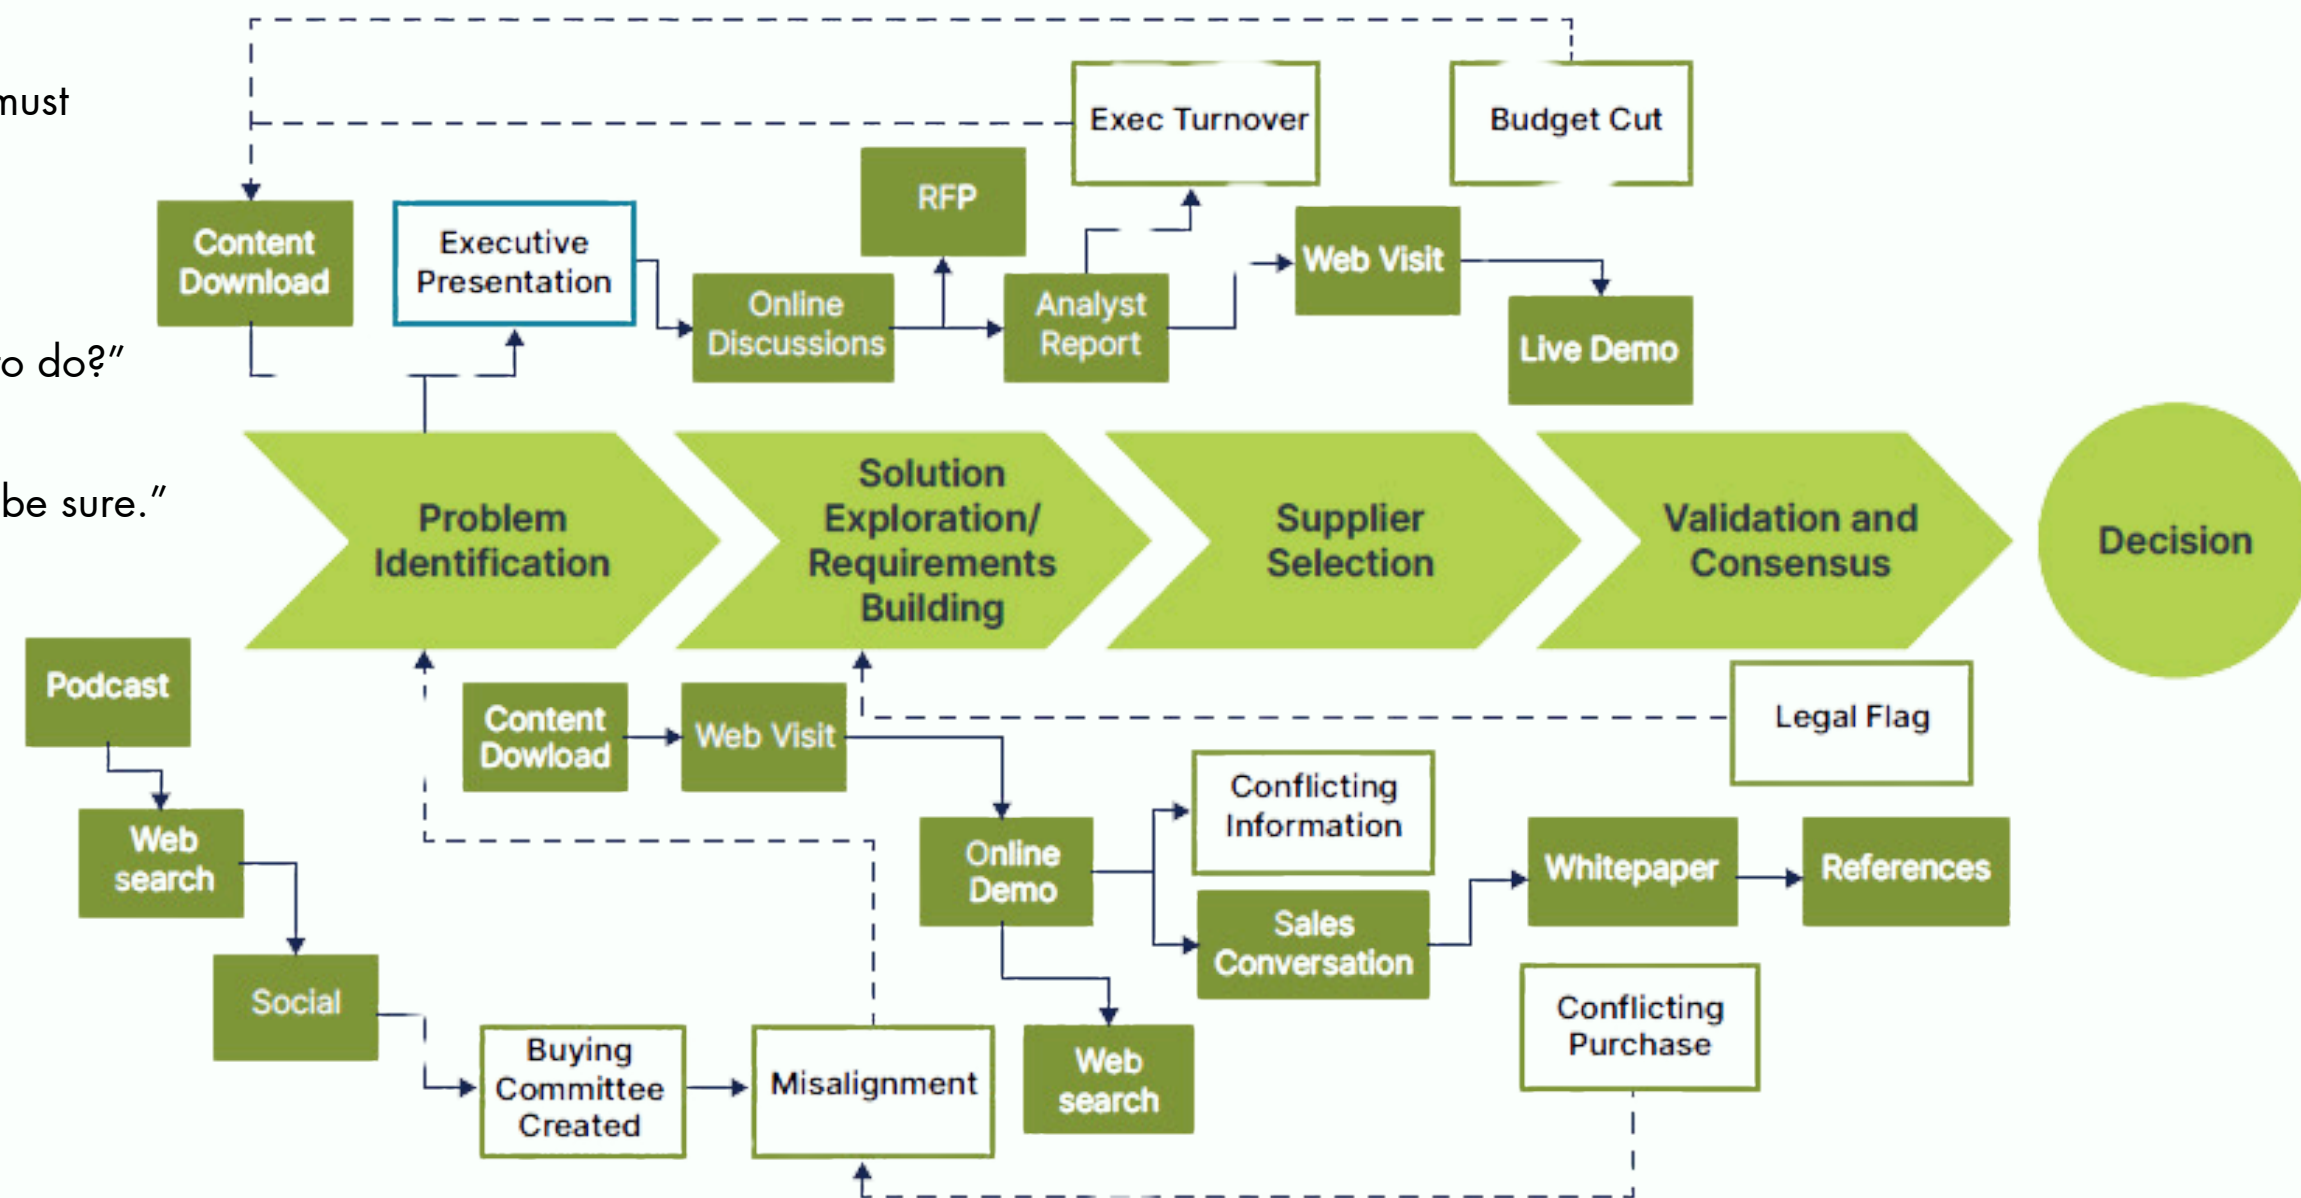 must
o do?”
be sure.”
Exec Turnover
Budget Cut
RFP
Content
Download
Executive
Presentation
Online
Discussions
Analyst
Report
Web Visit
Live Demo
Problem
Identification
Solution
Exploration/
Requirements
Building
Supplier
Selection
Validation and
Consensus
Decision
Podcast
Web
search
Social
Content
Dowload
Web Visit
Legal Flag
Conflicting
Information
Online
Demo
Sales
Conversation
Whitepaper
References
Buying
Committee
Created
Misalignment
Web
search
Conflicting
Purchase